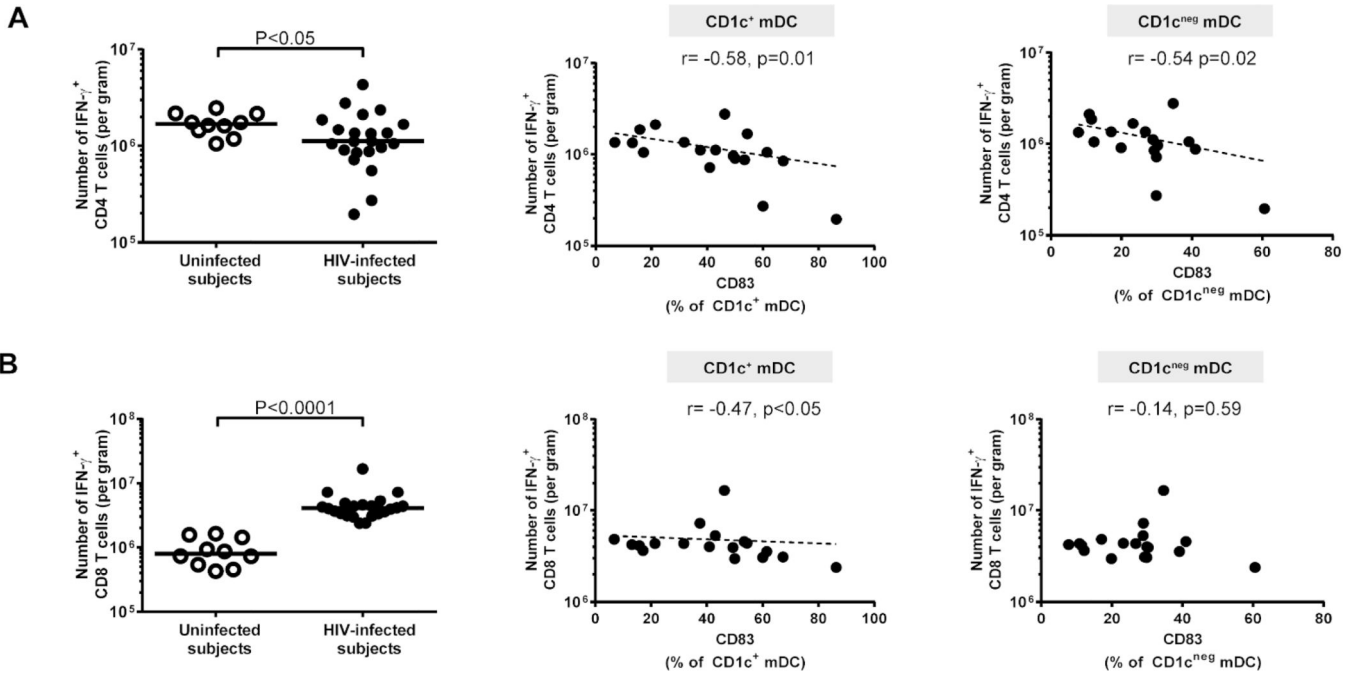 A
P<0.05
10⁷
10⁶
10⁵
Number of IFN-γ⁺
CD4 T cells (per gram)
Uninfected
subjects
HIV-infected
subjects
CD1c⁺ mDC
r= -0.58, p=0.01
10⁷
10⁶
10⁵
Number of IFN-γ⁺
CD4 T cells (per gram)
0 20 40 60 80 100
CD83
(% of CD1c⁺ mDC)
CD1cⁿᵉᵍ mDC
r= -0.54 p=0.02
10⁷
10⁶
10⁵
Number of IFN-γ⁺
CD4 T cells (per gram)
0 20 40 60 80
CD83
(% of CD1cⁿᵉᵍ mDC)
B
P<0.0001
10⁸
10⁷
10⁶
10⁵
Number of IFN-γ⁺
CD8 T cells (per gram)
Uninfected
subjects
HIV-infected
subjects
CD1c⁺ mDC
r= -0.47, p<0.05
10⁸
10⁷
10⁶
Number of IFN-γ⁺
CD8 T cells (per gram)
0 20 40 60 80 100
CD83
(% of CD1c⁺ mDC)
CD1cⁿᵉᵍ mDC
r= -0.14, p=0.59
10⁸
10⁷
10⁶
Number of IFN-γ⁺
CD8 T cells (per gram)
0 20 40 60 80
CD83
(% of CD1cⁿᵉᵍ mDC)